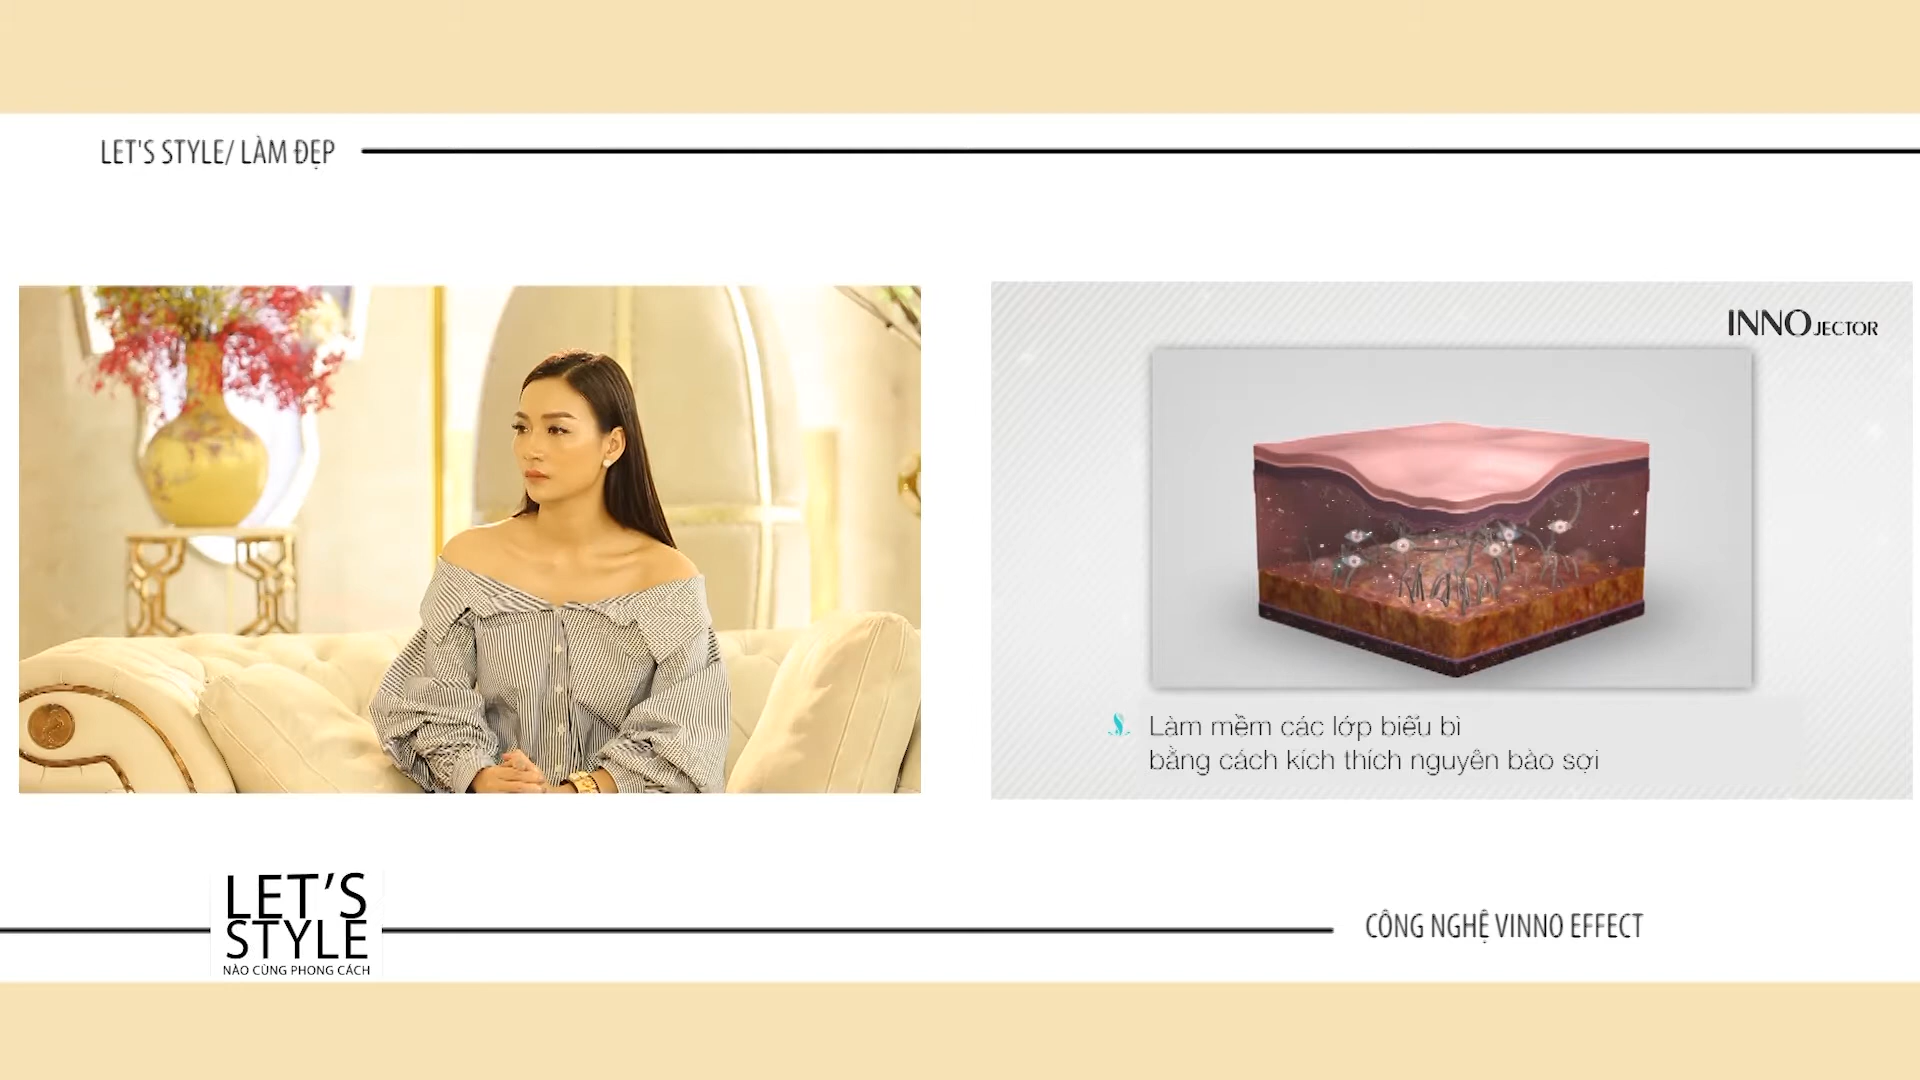 LET'S STYLE/ LÀM ĐẸP
INNOJECTOR
Làm mềm các lớp biểu bì
bằng cách kích thích nguyên bào sợi
LET'S
STYLE
NÀO CÙNG PHONG CÁCH
CÔNG NGHỆ VINNO EFFECT